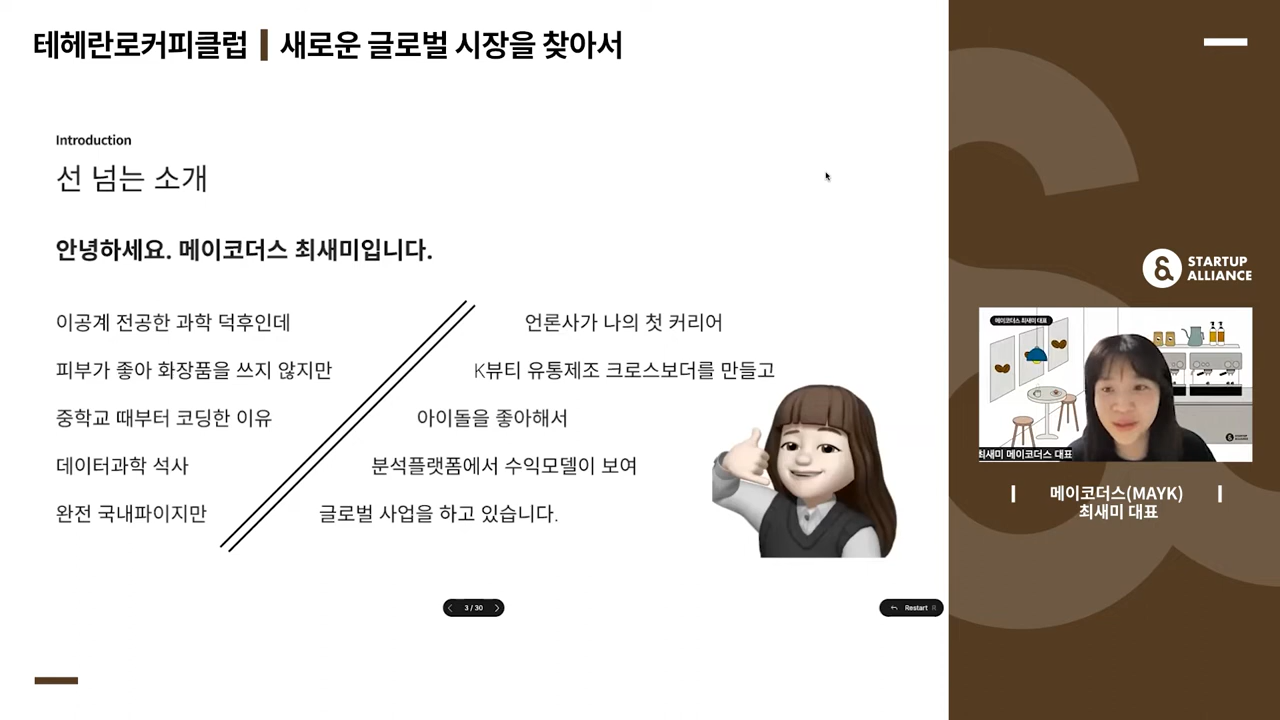 테헤란로커피클럽 | 새로운 글로벌 시장을 찾아서
Introduction
선 넘는 소개
안녕하세요. 메이코더스 최새미입니다.
이공계 전공한 과학 덕후인데 // 언론사가 나의 첫 커리어
피부가 좋아 화장품을 쓰지 않지만 // K뷰티 유통제조 크로스보더를 만들고
중학교 때부터 코딩한 이유 // 아이돌을 좋아해서
데이터과학 석사 // 분석플랫폼에서 수익모델이 보여
완전 국내파이지만 // 글로벌 사업을 하고 있습니다.
3 / 30
Restart
STARTUP
ALLIANCE
메이코더스 최새미 대표
최새미 메이코더스 대표
메이코더스(MAYK)
최새미 대표